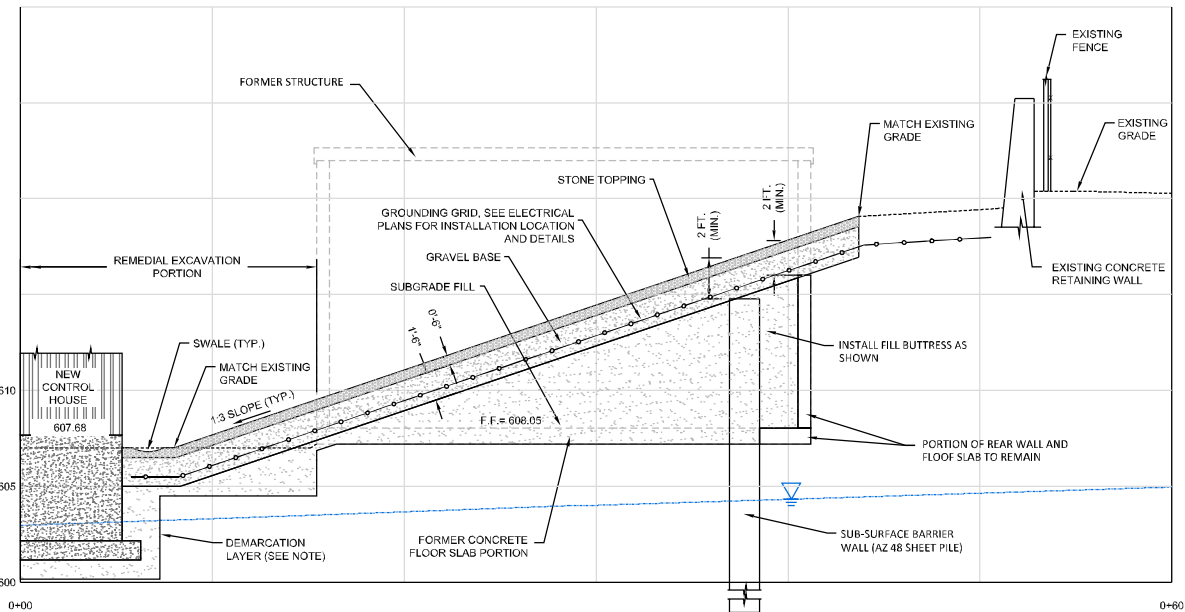 EXISTING
FENCE
FORMER STRUCTURE
MATCH EXISTING
GRADE
EXISTING
GRADE
STONE TOPPING
2 FT.
(MIN.)
2 FT.
(MIN.)
GROUNDING GRID, SEE ELECTRICAL
PLANS FOR INSTALLATION LOCATION
AND DETAILS
GRAVEL BASE
REMEDIAL EXCAVATION
PORTION
SUBGRADE FILL
EXISTING CONCRETE
RETAINING WALL
0'-6"
1'-6"
SWALE (TYP.)
MATCH EXISTING
GRADE
INSTALL FILL BUTTRESS AS
SHOWN
NEW
CONTROL
HOUSE
607.68
610
1:3 SLOPE (TYP.)
F.F.= 608.05
PORTION OF REAR WALL AND
FLOOF SLAB TO REMAIN
605
DEMARCATION
LAYER (SEE NOTE)
FORMER CONCRETE
FLOOR SLAB PORTION
SUB-SURFACE BARRIER
WALL (AZ 48 SHEET PILE)
600
0+00
0+60